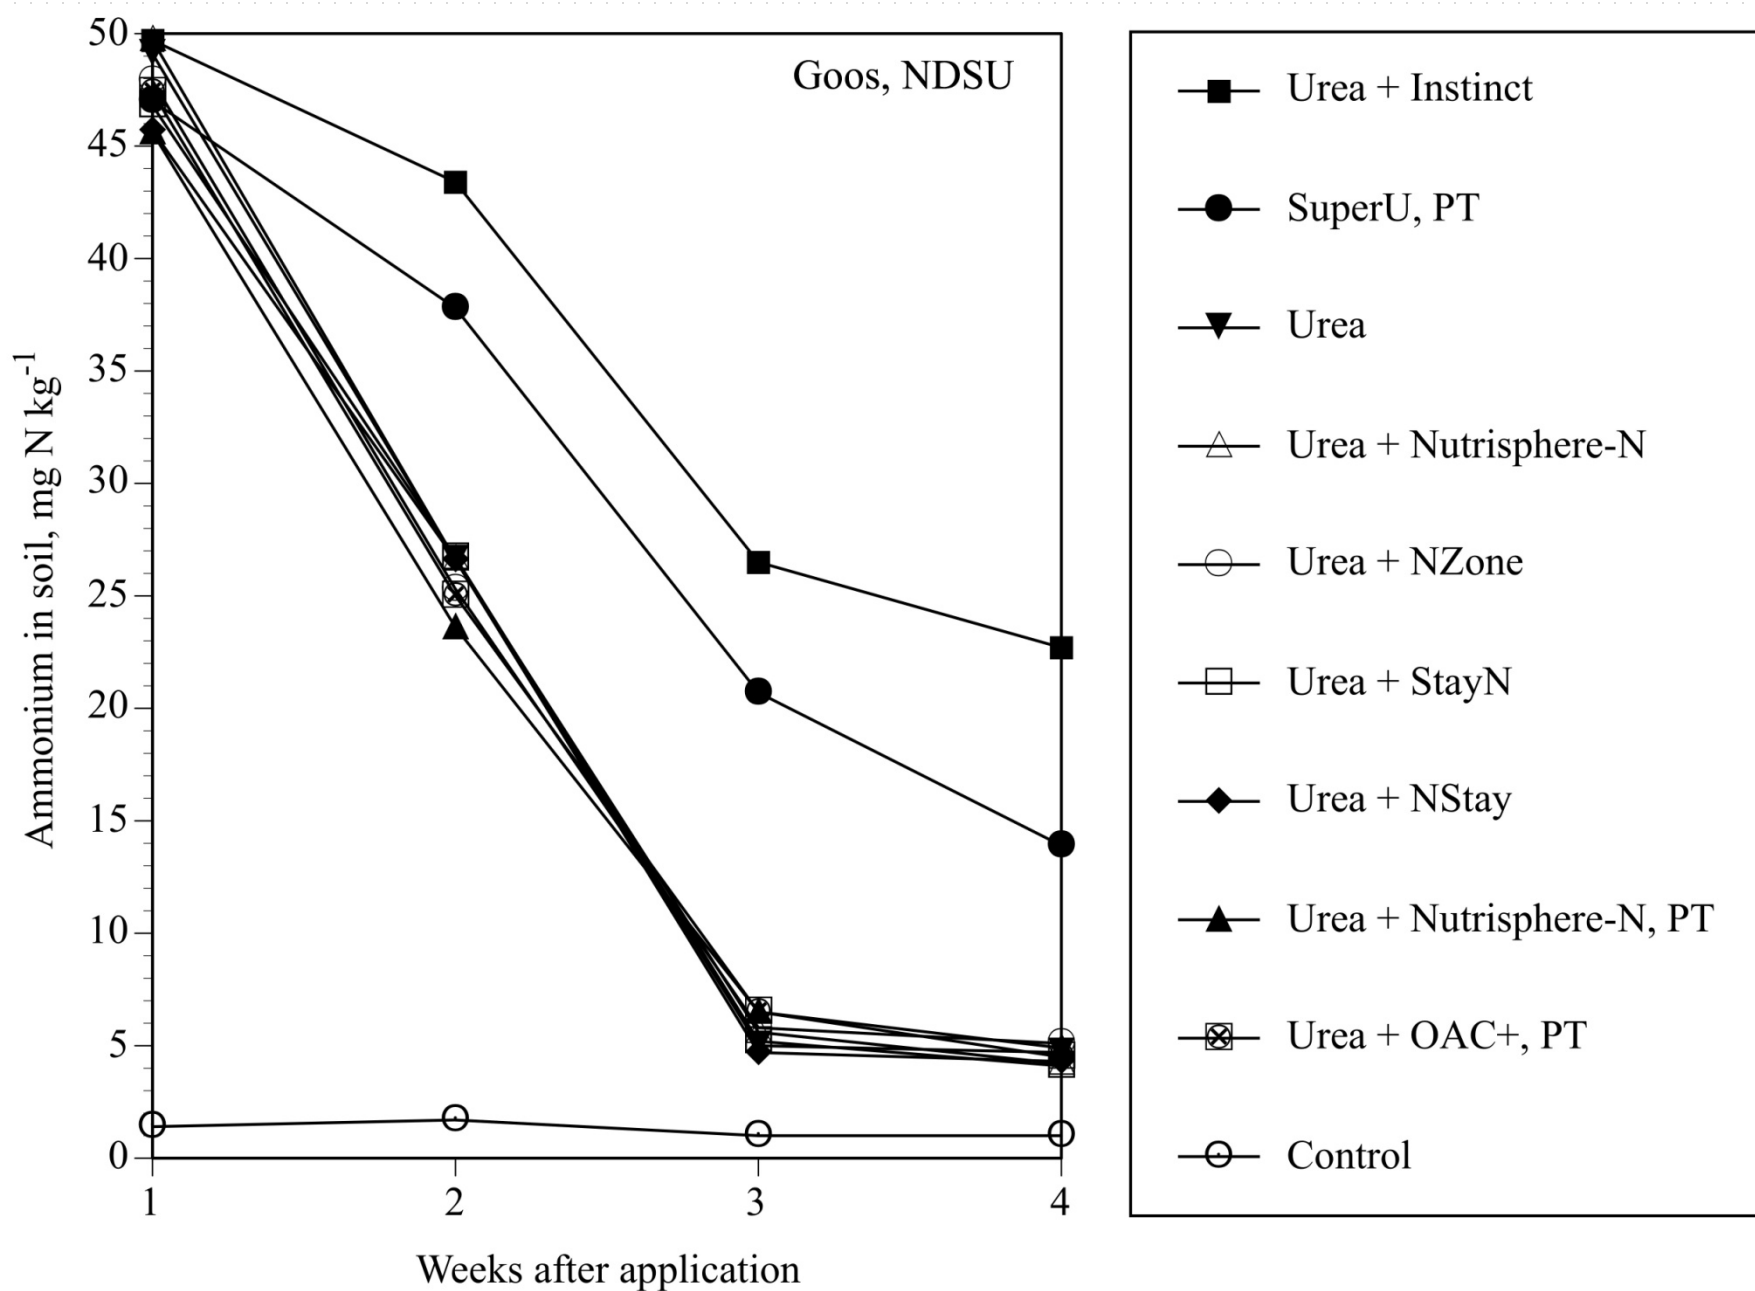 Goos, NDSU
Ammonium in soil, mg N kg-1
50
45
40
35
30
25
20
15
10
5
0
1 2 3 4
Weeks after application
Urea + Instinct
SuperU, PT
Urea
Urea + Nutrisphere-N
Urea + NZone
Urea + StayN
Urea + NStay
Urea + Nutrisphere-N, PT
Urea + OAC+, PT
Control